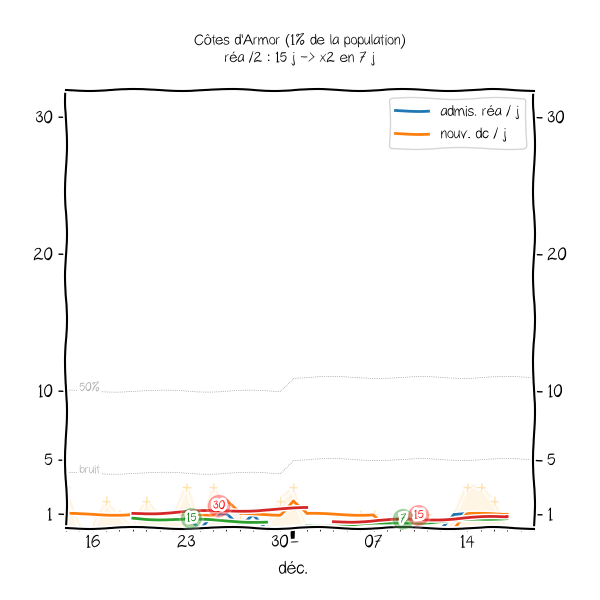 Côtes d'Armor (1% de la population)
réa /2 : 15 j -> x2 en 7 j
admis. réa / j
nouv. dc / j
30 30
20 20
10 10
50%
5 5
bruit
1 1
15 30 7 15
16 23 30 07 14
déc.